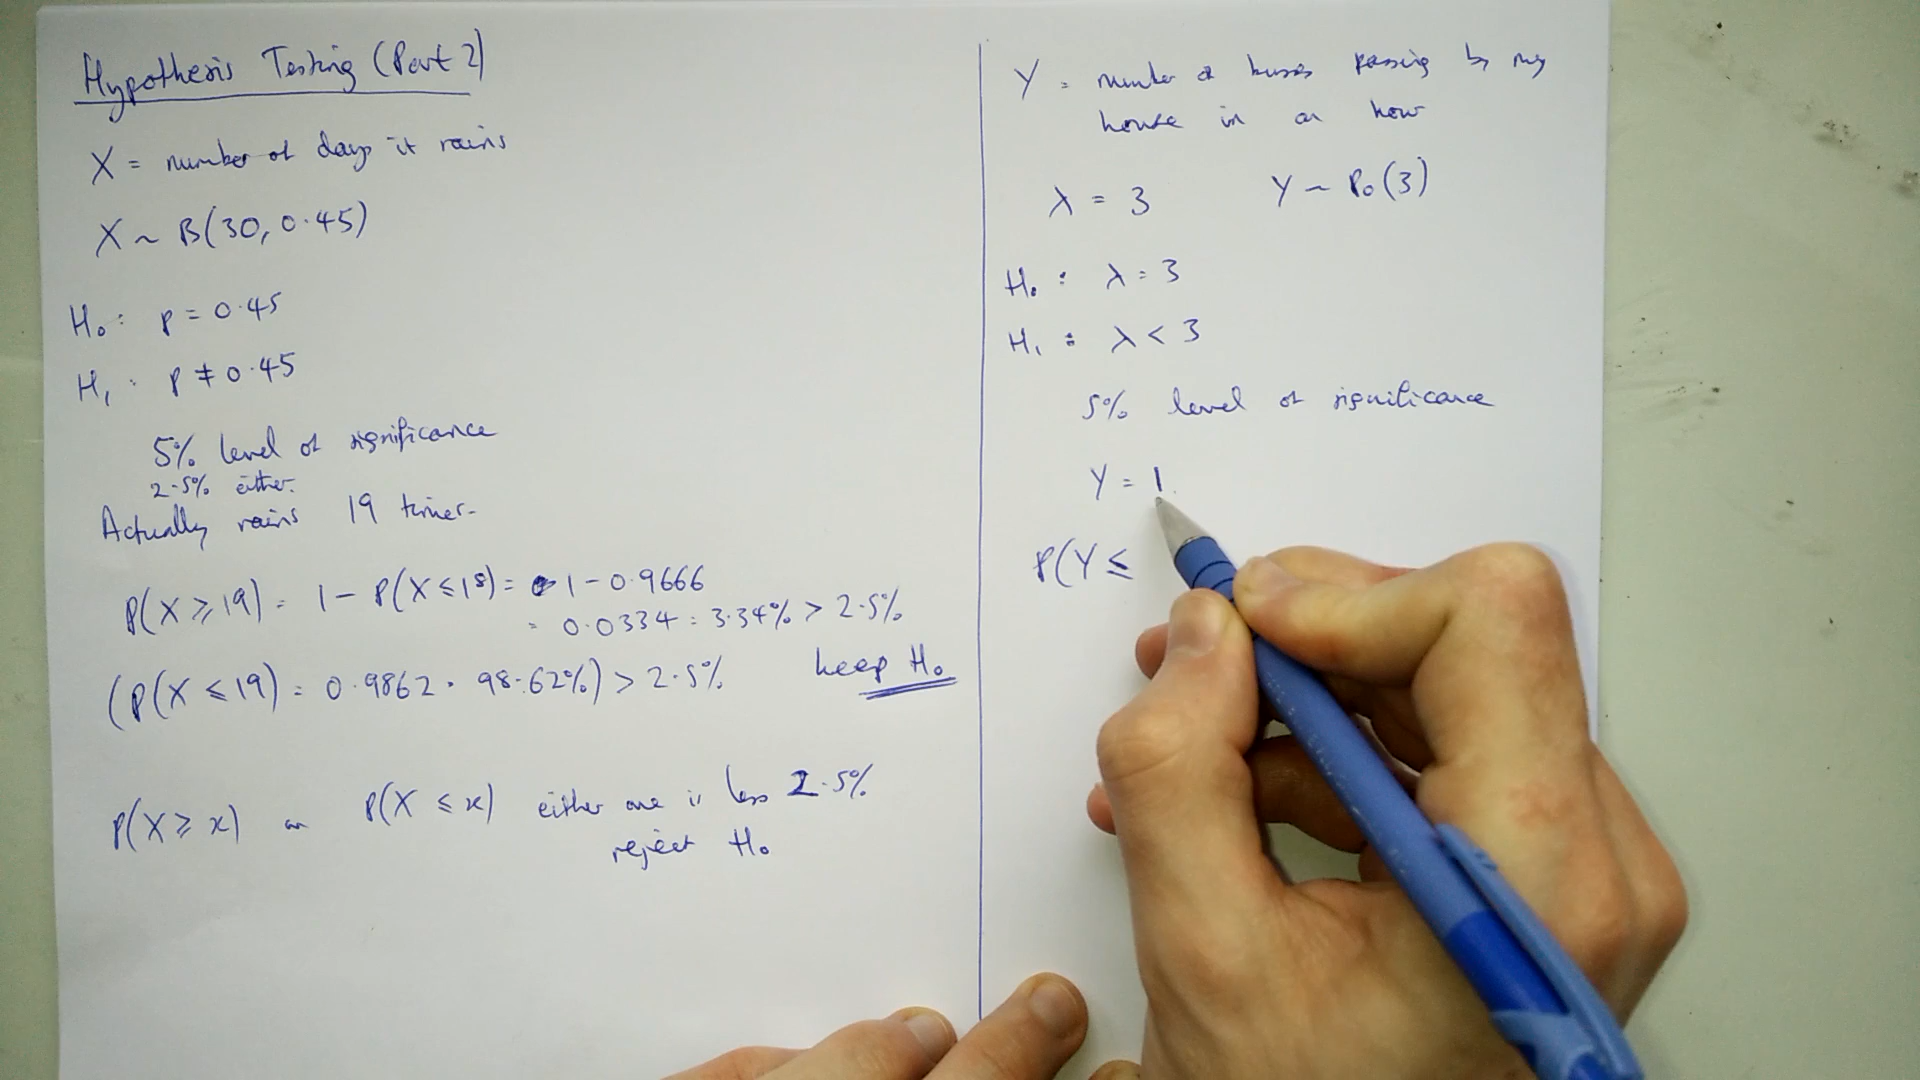 Hypothesis Testing (Part 2)
X = number of days it rains
X ~ B(30, 0.45)
H₀: p = 0.45
H₁: p ≠ 0.45
5% level of significance
2.5% either.
Actually rains 19 times.
P(X ≥ 19) = 1 - P(X ≤ 18) = 1 - 0.9666
= 0.0334 = 3.34% > 2.5%
(P(X ≤ 19) = 0.9862 = 98.62%) > 2.5%
keep H₀
P(X ≥ x) or P(X ≤ x) either one is less 2.5%
reject H₀
Y = number of buses passing by my
house in an hour
λ = 3 Y ~ Po(3)
H₀ : λ = 3
H₁ : λ < 3
5% level of significance
Y = 1
P(Y ≤